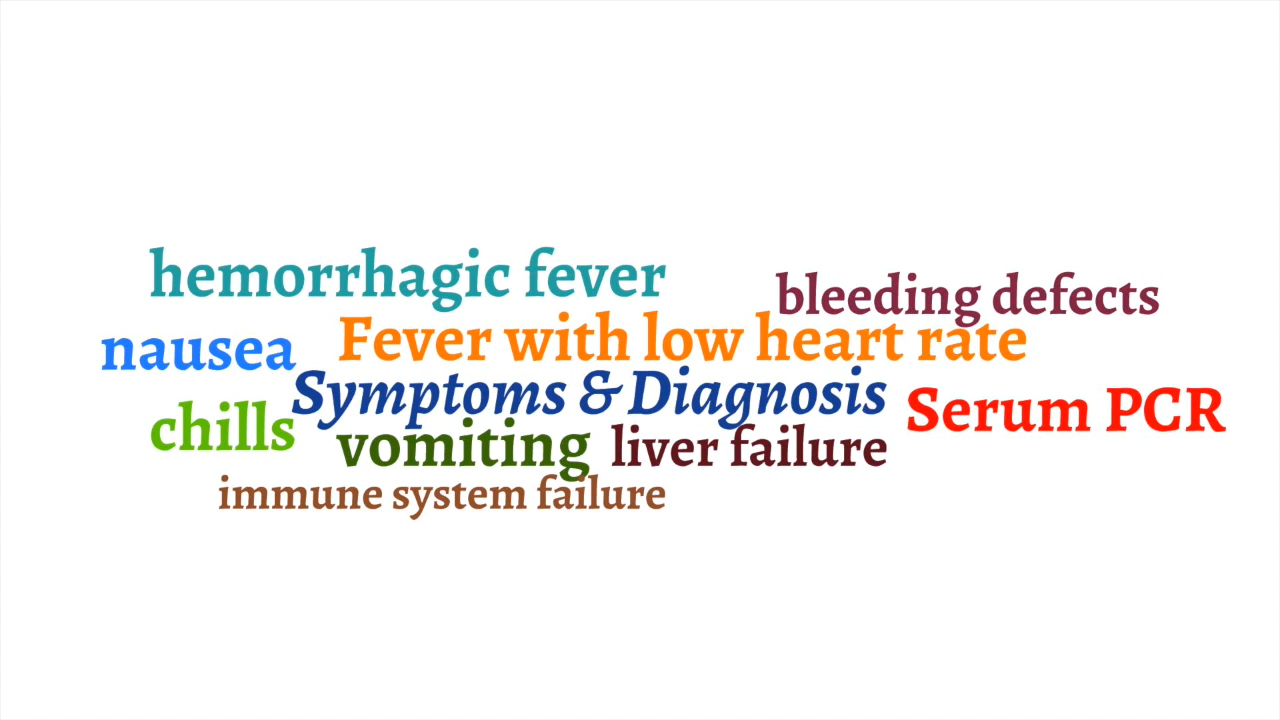 hemorrhagic fever
bleeding defects
Fever with low heart rate
nausea
Symptoms & Diagnosis
Serum PCR
chills
vomiting
liver failure
immune system failure